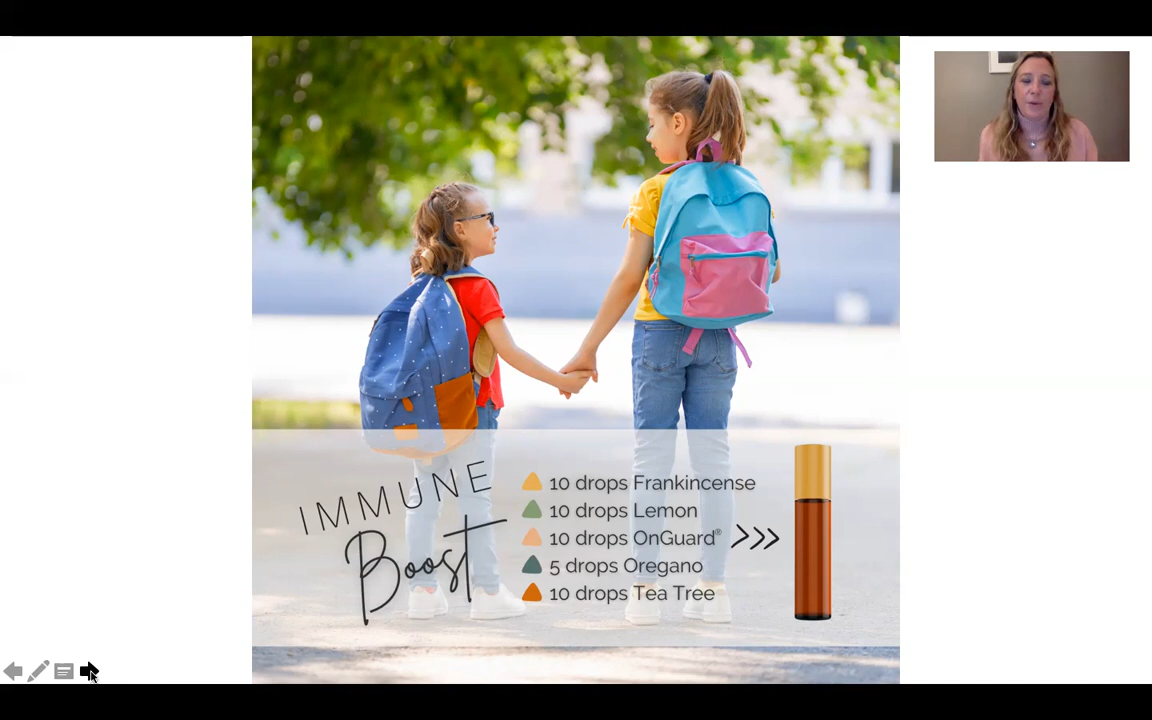 IMMUNE
Boost
10 drops Frankincense
10 drops Lemon
10 drops OnGuard®
5 drops Oregano
10 drops Tea Tree
>>>